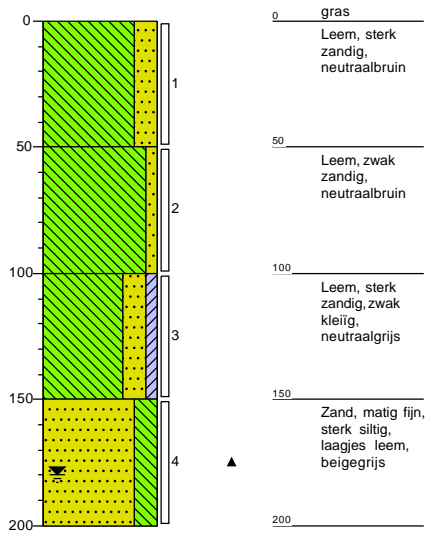 0
50
100
150
200
1
2
3
4
0
gras
Leem, sterk
zandig,
neutraalbruin
50
Leem, zwak
zandig,
neutraalbruin
100
Leem, sterk
zandig, zwak
kleiïg,
neutraalgrijs
150
Zand, matig fijn,
sterk siltig,
laagjes leem,
beigegrijs
200